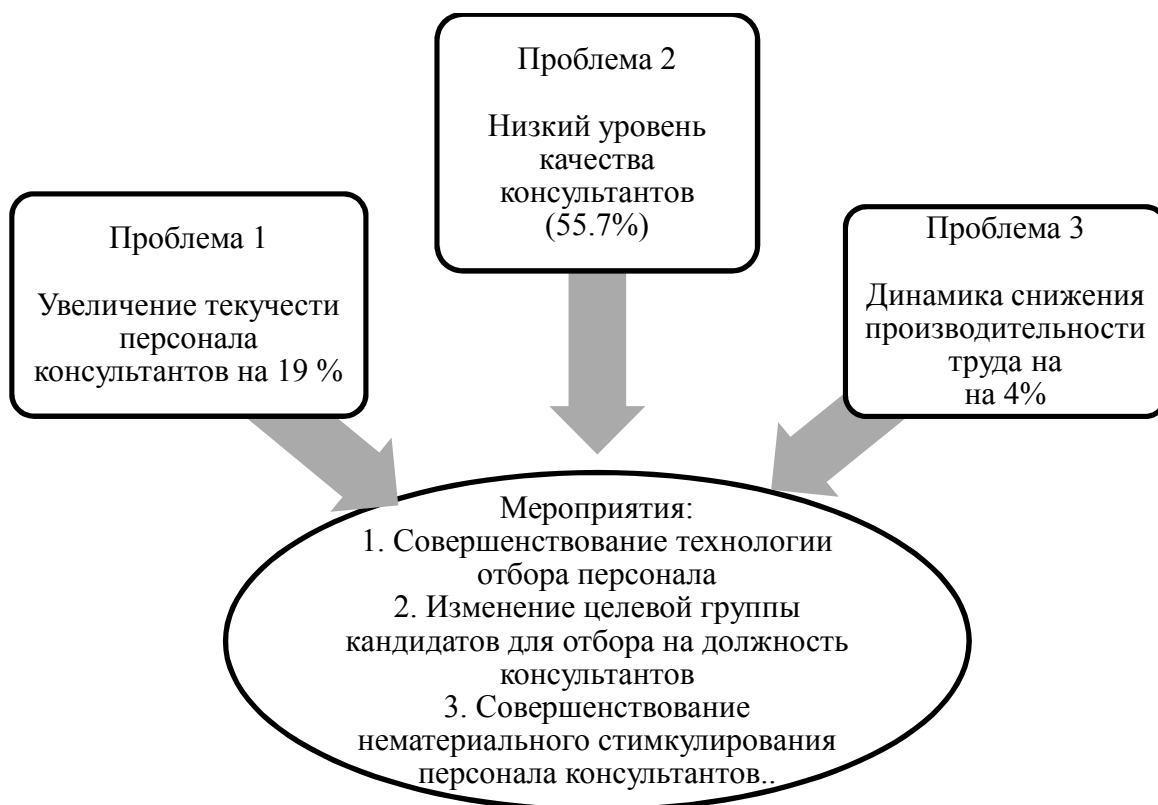 Проблема 1
Увеличение текучести
персонала
консультантов на 19 %
Проблема 2
Низкий уровень
качества
консультантов
(55.7%)
Проблема 3
Динамика снижения
производительности
труда на
на 4%
Мероприятия:
1. Совершенствование технологии
отбора персонала
2. Изменение целевой группы
кандидатов для отбора на должность
консультантов
3. Совершенствование
нематериального стимкулирования
персонала консультантов..